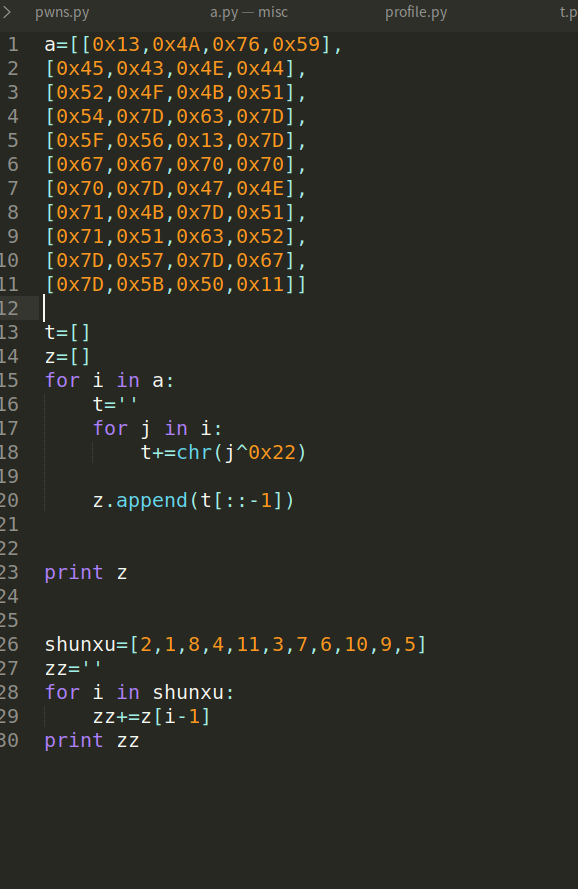 pwns.py a.py — misc profile.py t.p
1 a=[[0x13,0x4A,0x76,0x59],
2 [0x45,0x43,0x4E,0x44],
3 [0x52,0x4F,0x4B,0x51],
4 [0x54,0x7D,0x63,0x7D],
5 [0x5F,0x56,0x13,0x7D],
6 [0x67,0x67,0x70,0x70],
7 [0x70,0x7D,0x47,0x4E],
8 [0x71,0x4B,0x7D,0x51],
9 [0x71,0x51,0x63,0x52],
10 [0x7D,0x57,0x7D,0x67],
11 [0x7D,0x5B,0x50,0x11]]
12
13 t=[]
14 z=[]
15 for i in a:
16     t=''
17     for j in i:
18         t+=chr(j^0x22)
19
20     z.append(t[::-1])
21
22
23 print z
24
25
26 shunxu=[2,1,8,4,11,3,7,6,10,9,5]
27 zz=''
28 for i in shunxu:
29     zz+=z[i-1]
30 print zz